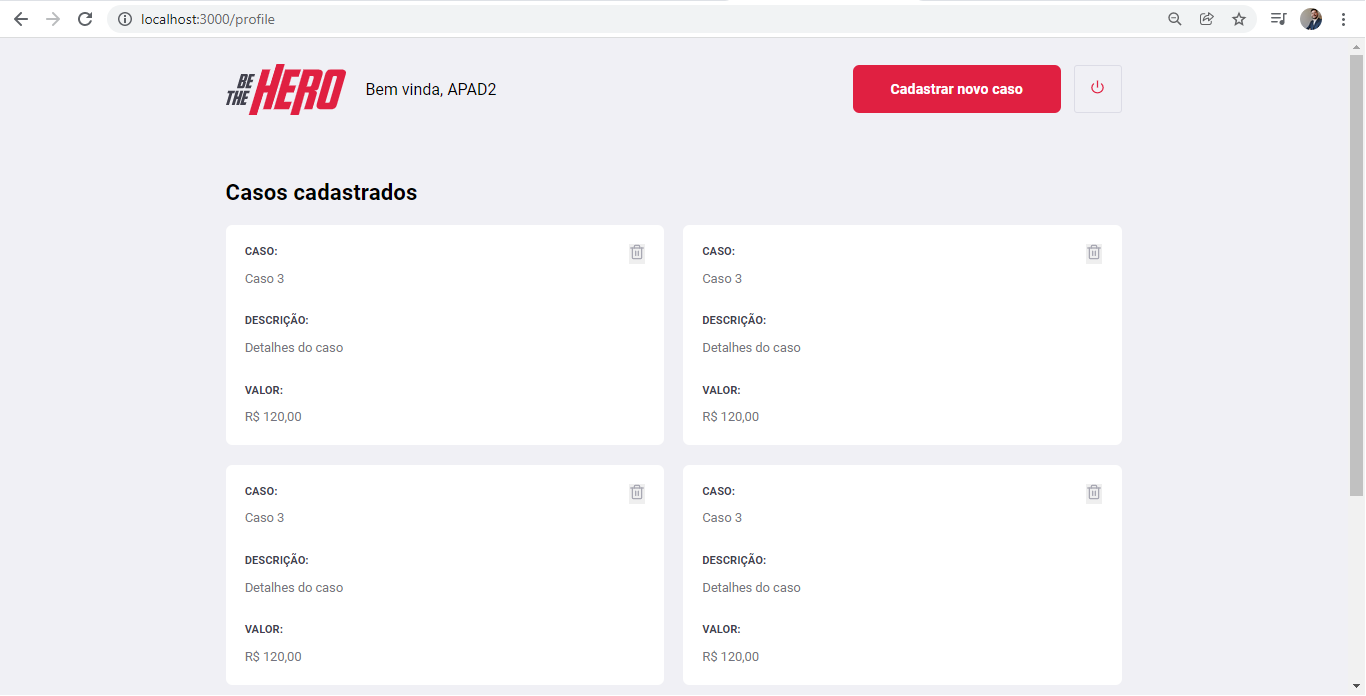 localhost:3000/profile
BE THE HERO
Bem vinda, APAD2
Cadastrar novo caso
Casos cadastrados
CASO:
Caso 3
DESCRIÇÃO:
Detalhes do caso
VALOR:
R$ 120,00
CASO:
Caso 3
DESCRIÇÃO:
Detalhes do caso
VALOR:
R$ 120,00
CASO:
Caso 3
DESCRIÇÃO:
Detalhes do caso
VALOR:
R$ 120,00
CASO:
Caso 3
DESCRIÇÃO:
Detalhes do caso
VALOR:
R$ 120,00